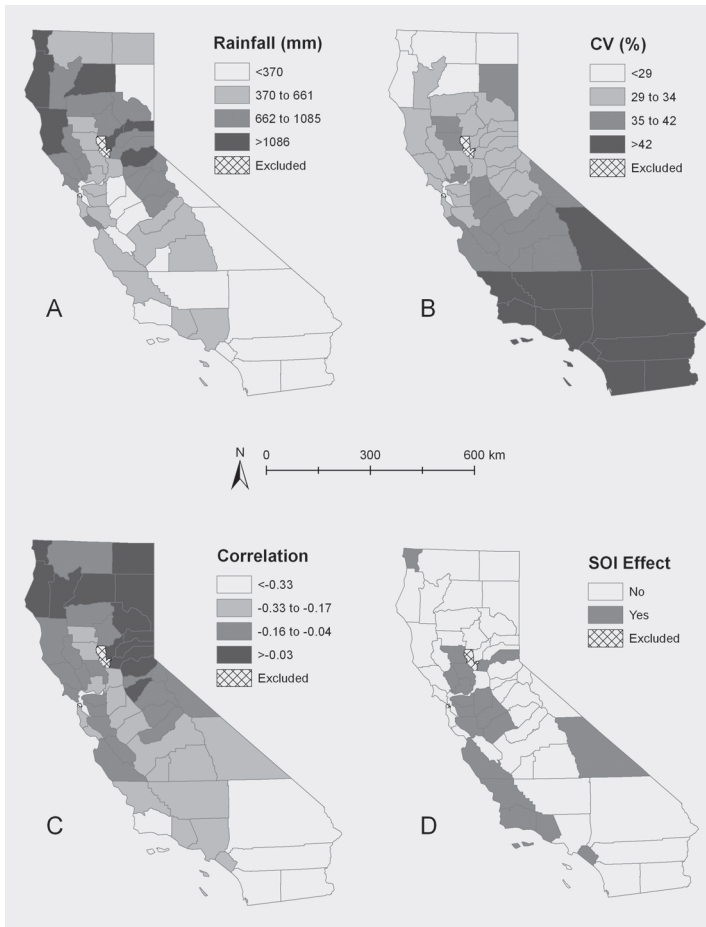 Rainfall (mm)
<370
370 to 661
662 to 1085
>1086
Excluded
A
CV (%)
<29
29 to 34
35 to 42
>42
Excluded
B
N
0 300 600 km
Correlation
<-0.33
-0.33 to -0.17
-0.16 to -0.04
>-0.03
Excluded
C
SOI Effect
No
Yes
Excluded
D